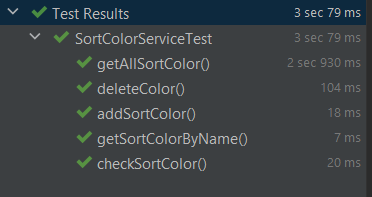 Test Results 3 sec 79 ms
SortColorServiceTest 3 sec 79 ms
getAllSortColor() 2 sec 930 ms
deleteColor() 104 ms
addSortColor() 18 ms
getSortColorByName() 7 ms
checkSortColor() 20 ms